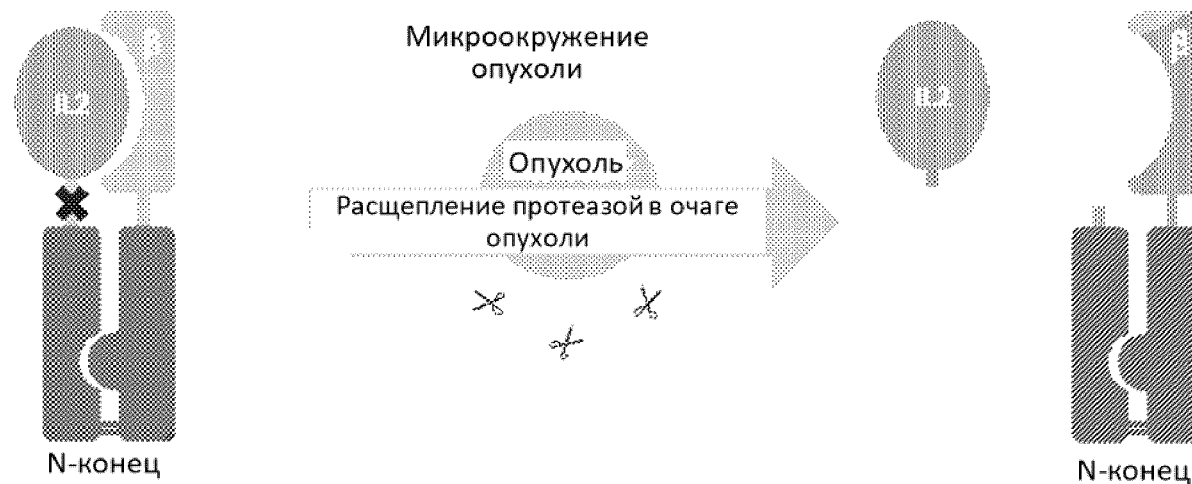 IL2
β
Микроокружение
опухоли
Опухоль
Расщепление протеазой в очаге
опухоли
IL2
β
N-конец
N-конец